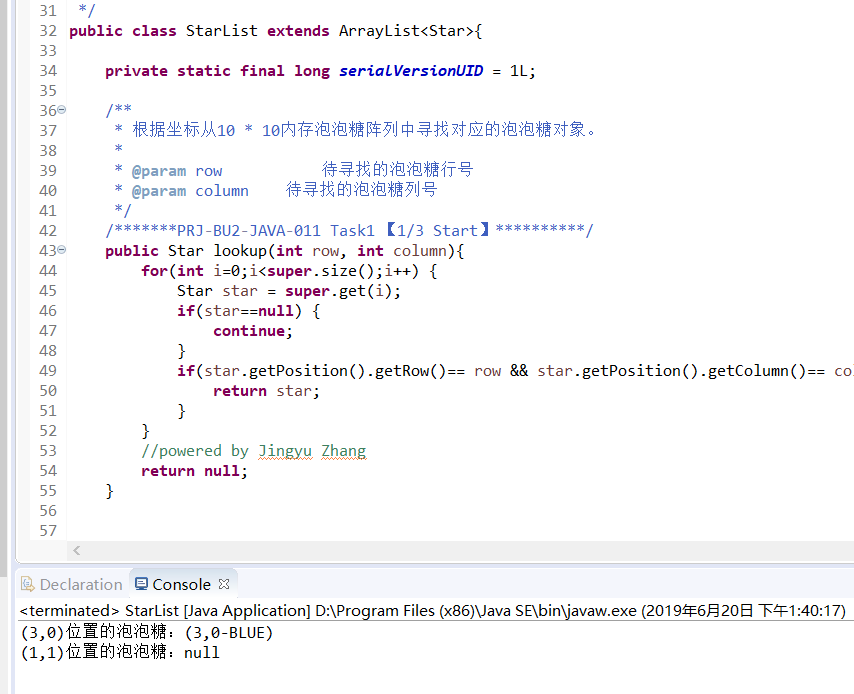 31 */
32 public class StarList extends ArrayList<Star>{
33
34 private static final long serialVersionUID = 1L;
35
36 /**
37 * 根据坐标从10 * 10内存泡泡糖阵列中寻找对应的泡泡糖对象。
38 *
39 * @param row 待寻找的泡泡糖行号
40 * @param column 待寻找的泡泡糖列号
41 */
42 /*******PRJ-BU2-JAVA-011 Task1 【1/3 Start】**********/
43 public Star lookup(int row, int column){
44 for(int i=0;i<super.size();i++) {
45 Star star = super.get(i);
46 if(star==null) {
47 continue;
48 }
49 if(star.getPosition().getRow()== row && star.getPosition().getColumn()== co
50 return star;
51 }
52 }
53 //powered by Jingyu Zhang
54 return null;
55 }
56
57
Declaration Console
<terminated> StarList [Java Application] D:\Program Files (x86)\Java SE\bin\javaw.exe (2019年6月20日 下午1:40:17)
(3,0)位置的泡泡糖：(3,0-BLUE)
(1,1)位置的泡泡糖：null